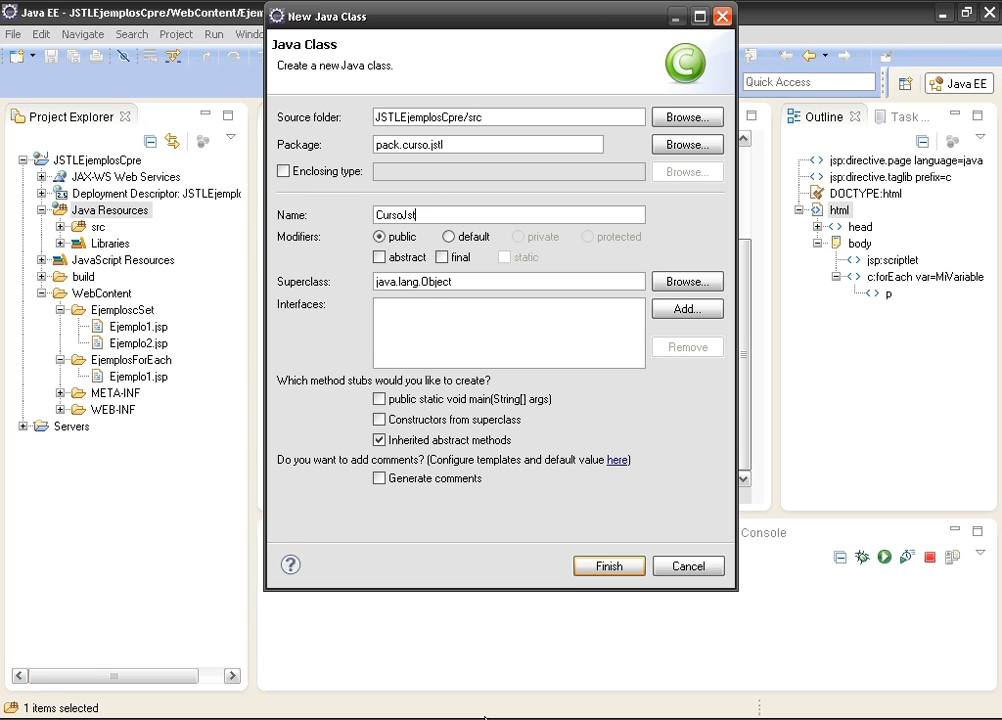 Java EE - JSTLEjemplosCpre/WebContent/Ejem
File Edit Navigate Search Project Run Windo
Quick Access
Java EE
Project Explorer
JSTLEjemplosCpre
JAX-WS Web Services
Deployment Descriptor: JSTLEjempl
Java Resources
src
Libraries
JavaScript Resources
build
WebContent
EjemploscSet
Ejemplo1.jsp
Ejemplo2.jsp
EjemplosForEach
Ejemplo1.jsp
META-INF
WEB-INF
Servers
1 items selected
New Java Class
Java Class
Create a new Java class.
Source folder: JSTLEjemplosCpre/src Browse...
Package: pack.curso.jstl Browse...
Enclosing type: Browse...
Name: CursoJst
Modifiers: public default private protected
abstract final static
Superclass: java.lang.Object Browse...
Interfaces: Add...
Remove
Which method stubs would you like to create?
public static void main(String[] args)
Constructors from superclass
Inherited abstract methods
Do you want to add comments? (Configure templates and default value here)
Generate comments
? Finish Cancel
Outline Task ...
jsp:directive.page language=java
jsp:directive.taglib prefix=c
DOCTYPE:html
html
head
body
jsp:scriptlet
c:forEach var=MiVariable
p
Console